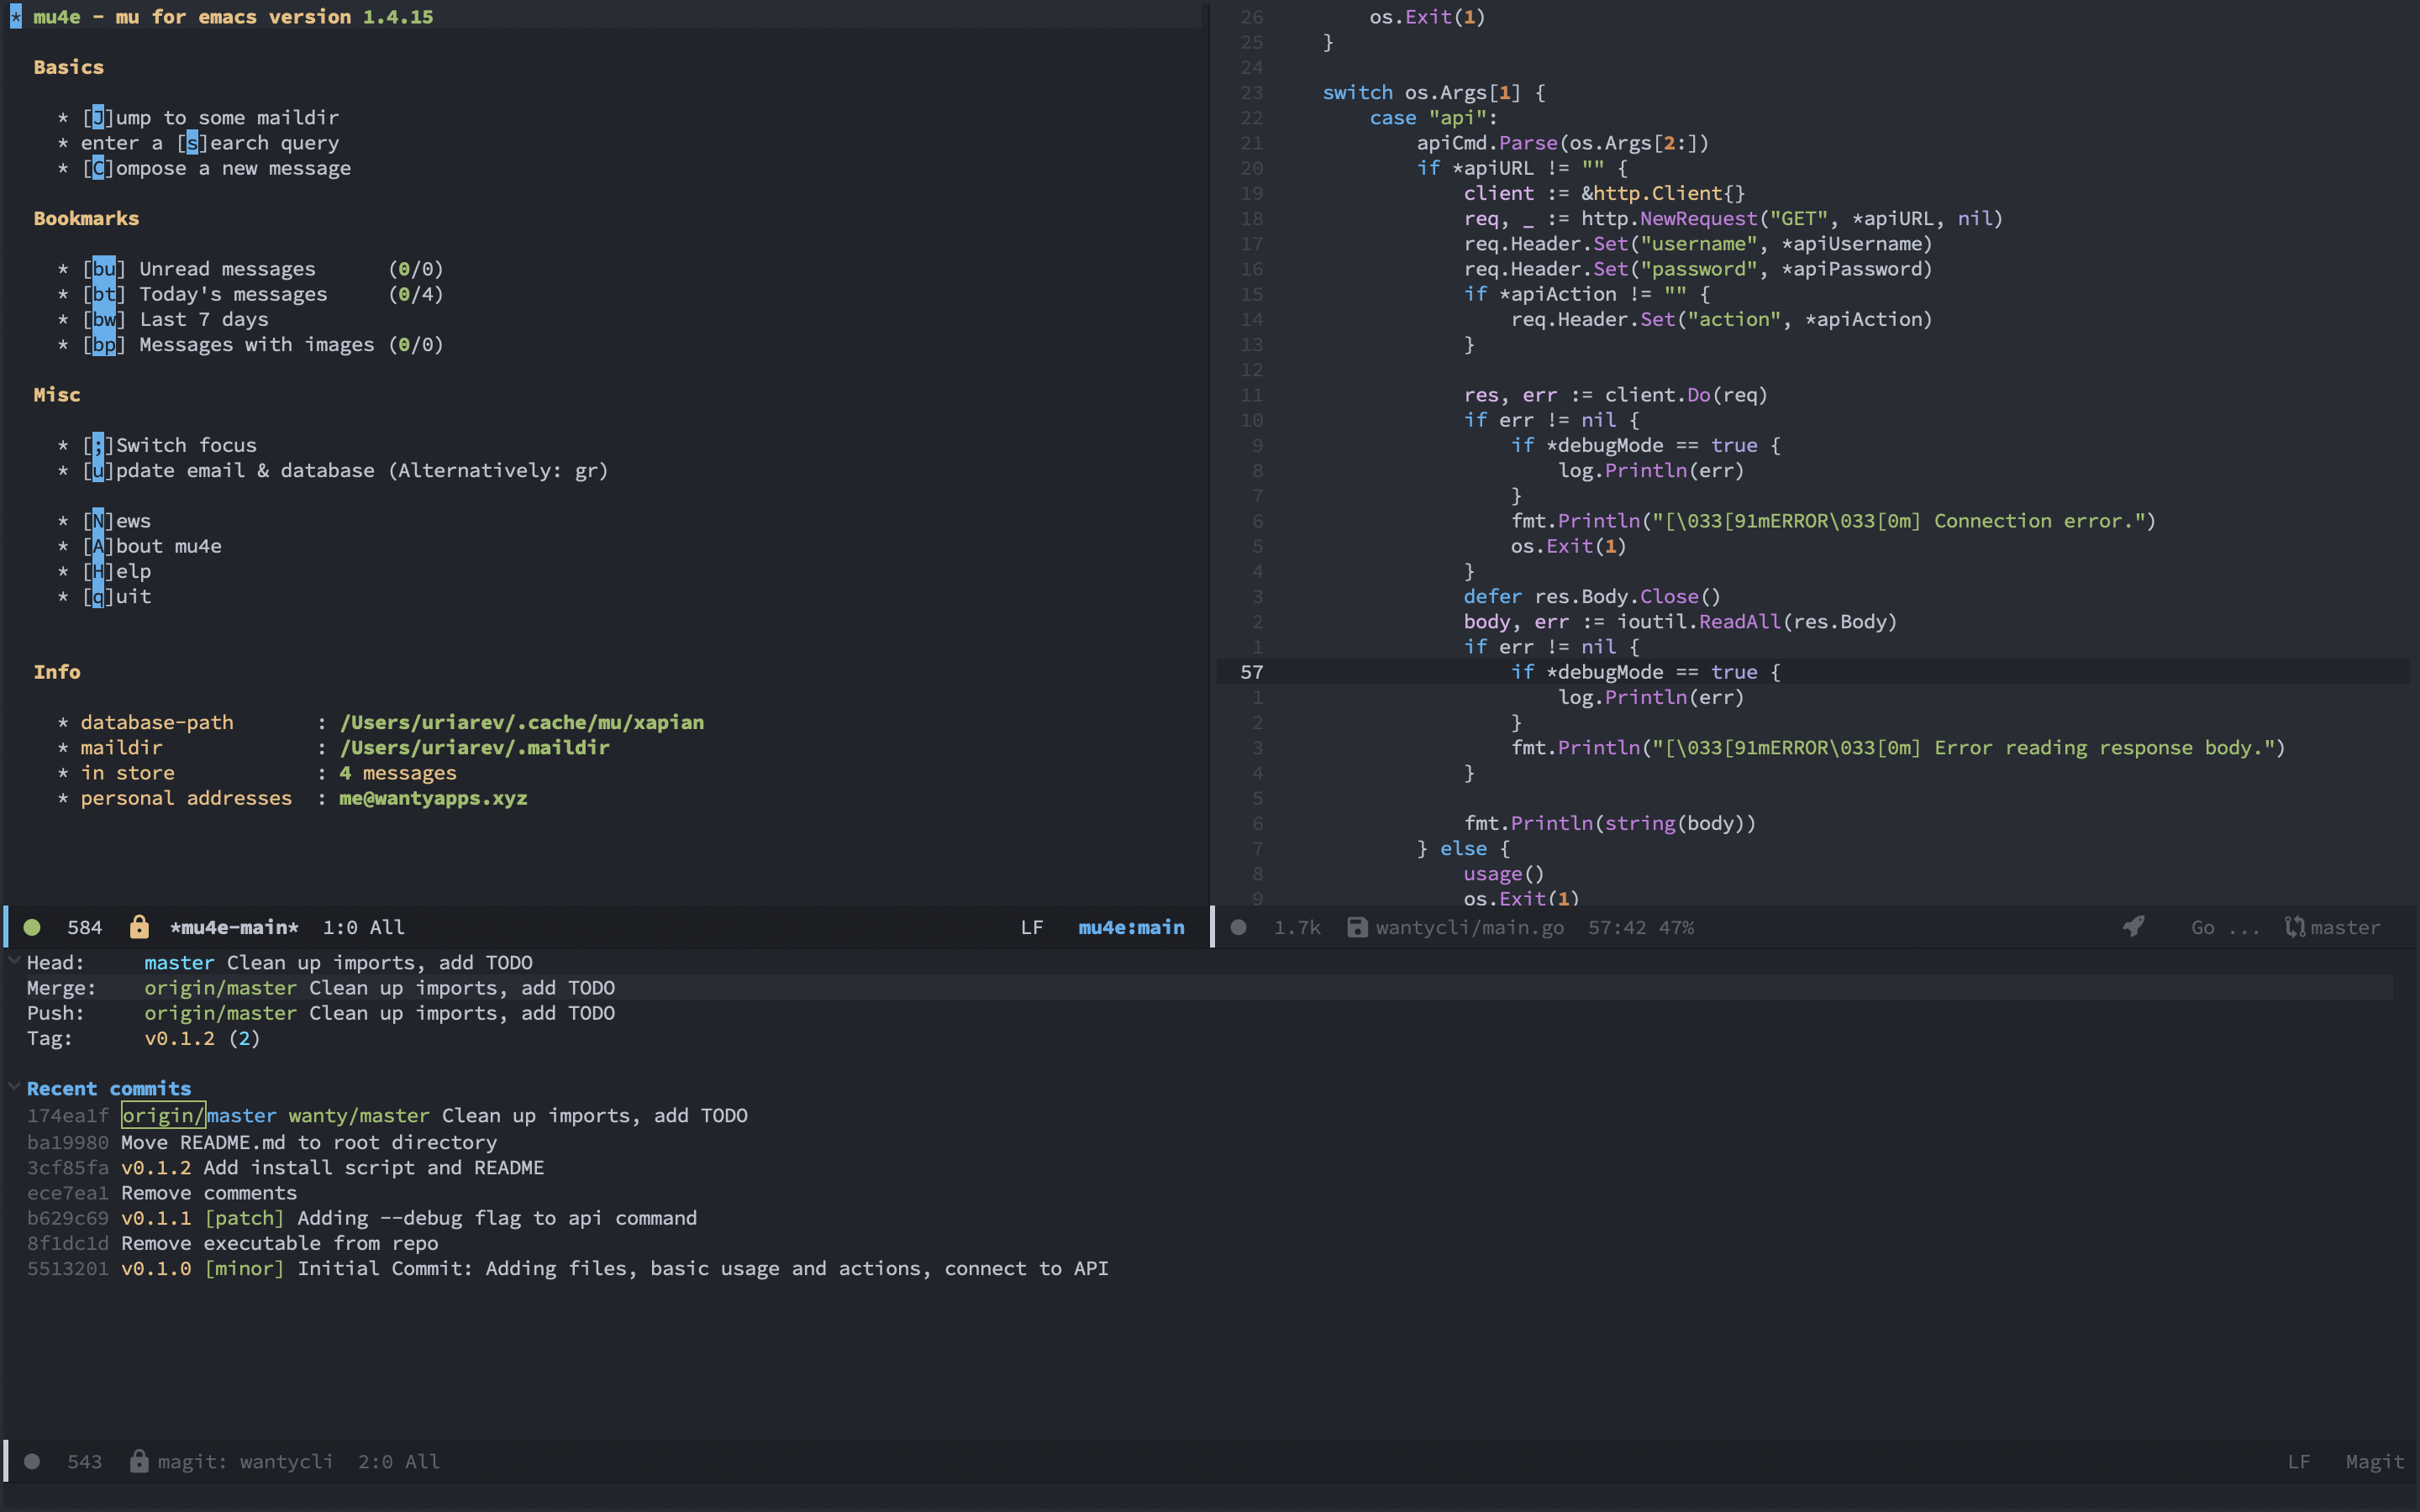 * mu4e - mu for emacs version 1.4.15
Basics
* [J]ump to some maildir
* enter a [s]earch query
* [C]ompose a new message
Bookmarks
* [bu] Unread messages (0/0)
* [bt] Today's messages (0/4)
* [bw] Last 7 days
* [bp] Messages with images (0/0)
Misc
* [;]Switch focus
* [u]pdate email & database (Alternatively: gr)
* [N]ews
* [A]bout mu4e
* [H]elp
* [q]uit
Info
* database-path : /Users/uriarev/.cache/mu/xapian
* maildir : /Users/uriarev/.maildir
* in store : 4 messages
* personal addresses : me@wantyapps.xyz
584 *mu4e-main* 1:0 All LF mu4e:main
26 os.Exit(1)
25 }
24
23 switch os.Args[1] {
22 case "api":
21 apiCmd.Parse(os.Args[2:])
20 if *apiURL != "" {
19 client := &http.Client{}
18 req, _ := http.NewRequest("GET", *apiURL, nil)
17 req.Header.Set("username", *apiUsername)
16 req.Header.Set("password", *apiPassword)
15 if *apiAction != "" {
14 req.Header.Set("action", *apiAction)
13 }
12
11 res, err := client.Do(req)
10 if err != nil {
9 if *debugMode == true {
8 log.Println(err)
7 }
6 fmt.Println("[\033[91mERROR\033[0m] Connection error.")
5 os.Exit(1)
4 }
3 defer res.Body.Close()
2 body, err := ioutil.ReadAll(res.Body)
1 if err != nil {
57 if *debugMode == true {
1 log.Println(err)
2 }
3 fmt.Println("[\033[91mERROR\033[0m] Error reading response body.")
4 }
5
6 fmt.Println(string(body))
7 } else {
8 usage()
9 os.Exit(1)
1.7k wantycli/main.go 57:42 47% Go ... master
Head: master Clean up imports, add TODO
Merge: origin/master Clean up imports, add TODO
Push: origin/master Clean up imports, add TODO
Tag: v0.1.2 (2)
Recent commits
174ea1f origin/master wanty/master Clean up imports, add TODO
ba19980 Move README.md to root directory
3cf85fa v0.1.2 Add install script and README
ece7ea1 Remove comments
b629c69 v0.1.1 [patch] Adding --debug flag to api command
8f1dc1d Remove executable from repo
5513201 v0.1.0 [minor] Initial Commit: Adding files, basic usage and actions, connect to API
543 magit: wantycli 2:0 All LF Magit